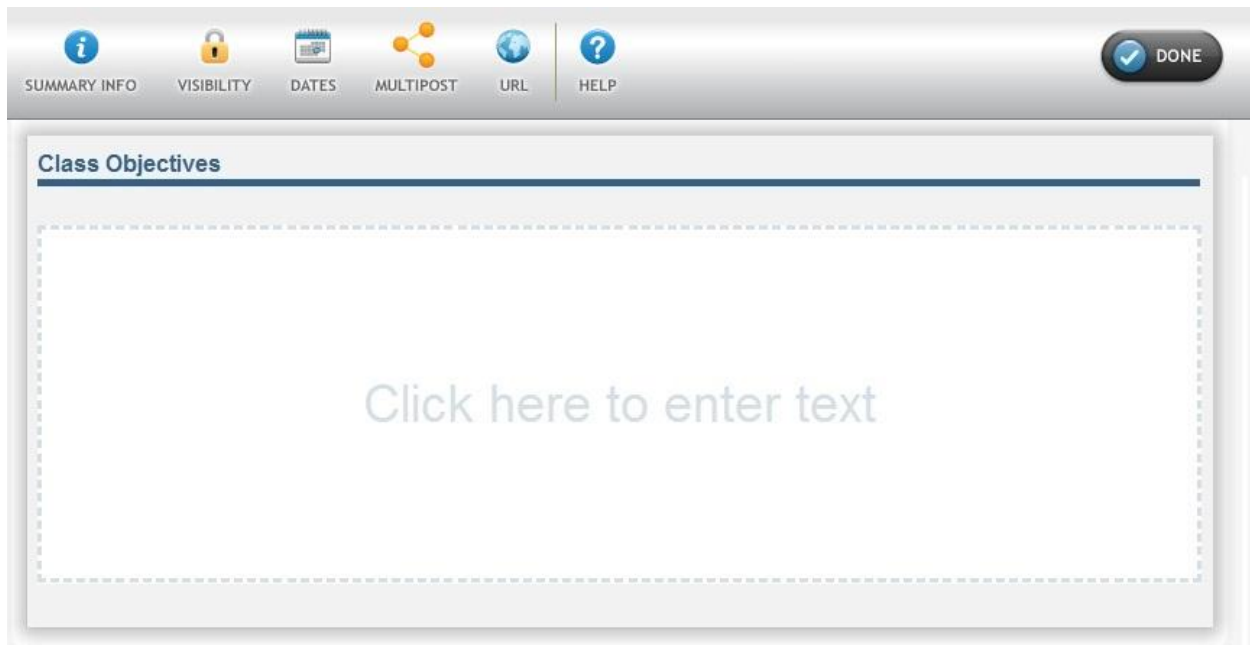 SUMMARY INFO VISIBILITY DATES MULTIPOST URL HELP DONE
Class Objectives
Click here to enter text